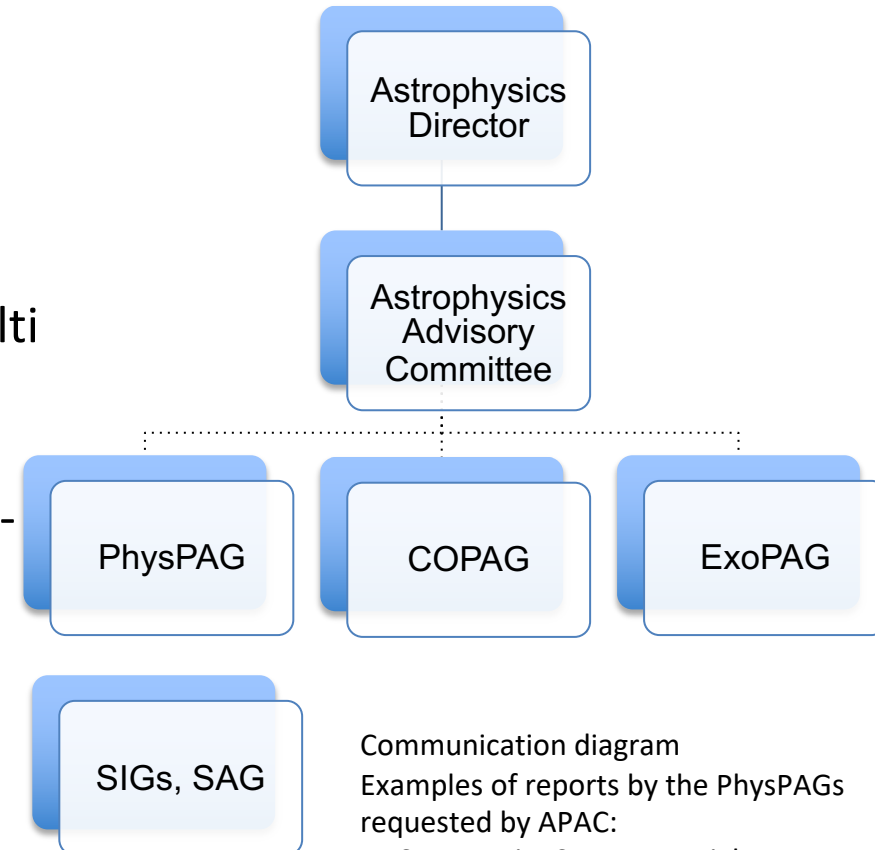 Astrophysics
Director
Astrophysics
Advisory
Committee
lti
-
PhysPAG
COPAG
ExoPAG
SIGs, SAG
Communication diagram
Examples of reports by the PhysPAGs
requested by APAC: